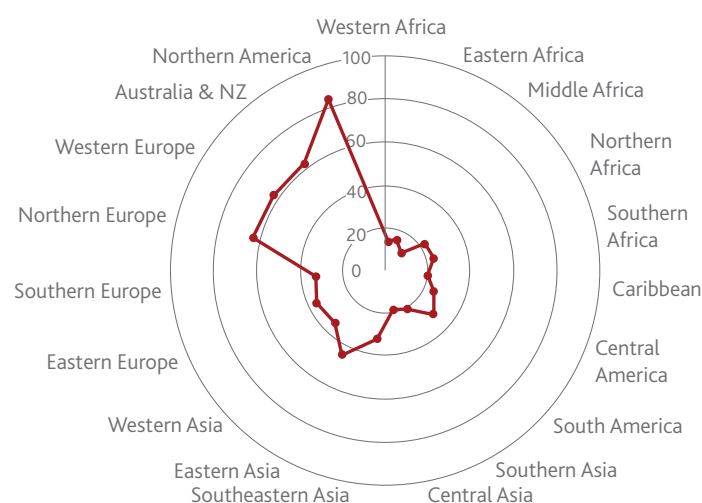 Western Africa
Eastern Africa
Middle Africa
Northern
Africa
Southern
Africa
Caribbean
Central
America
South America
Southern Asia
Central Asia
Southeastern Asia
Eastern Asia
Western Asia
Eastern Europe
Southern Europe
Northern Europe
Western Europe
Australia & NZ
Northern America
100
80
60
40
20
0